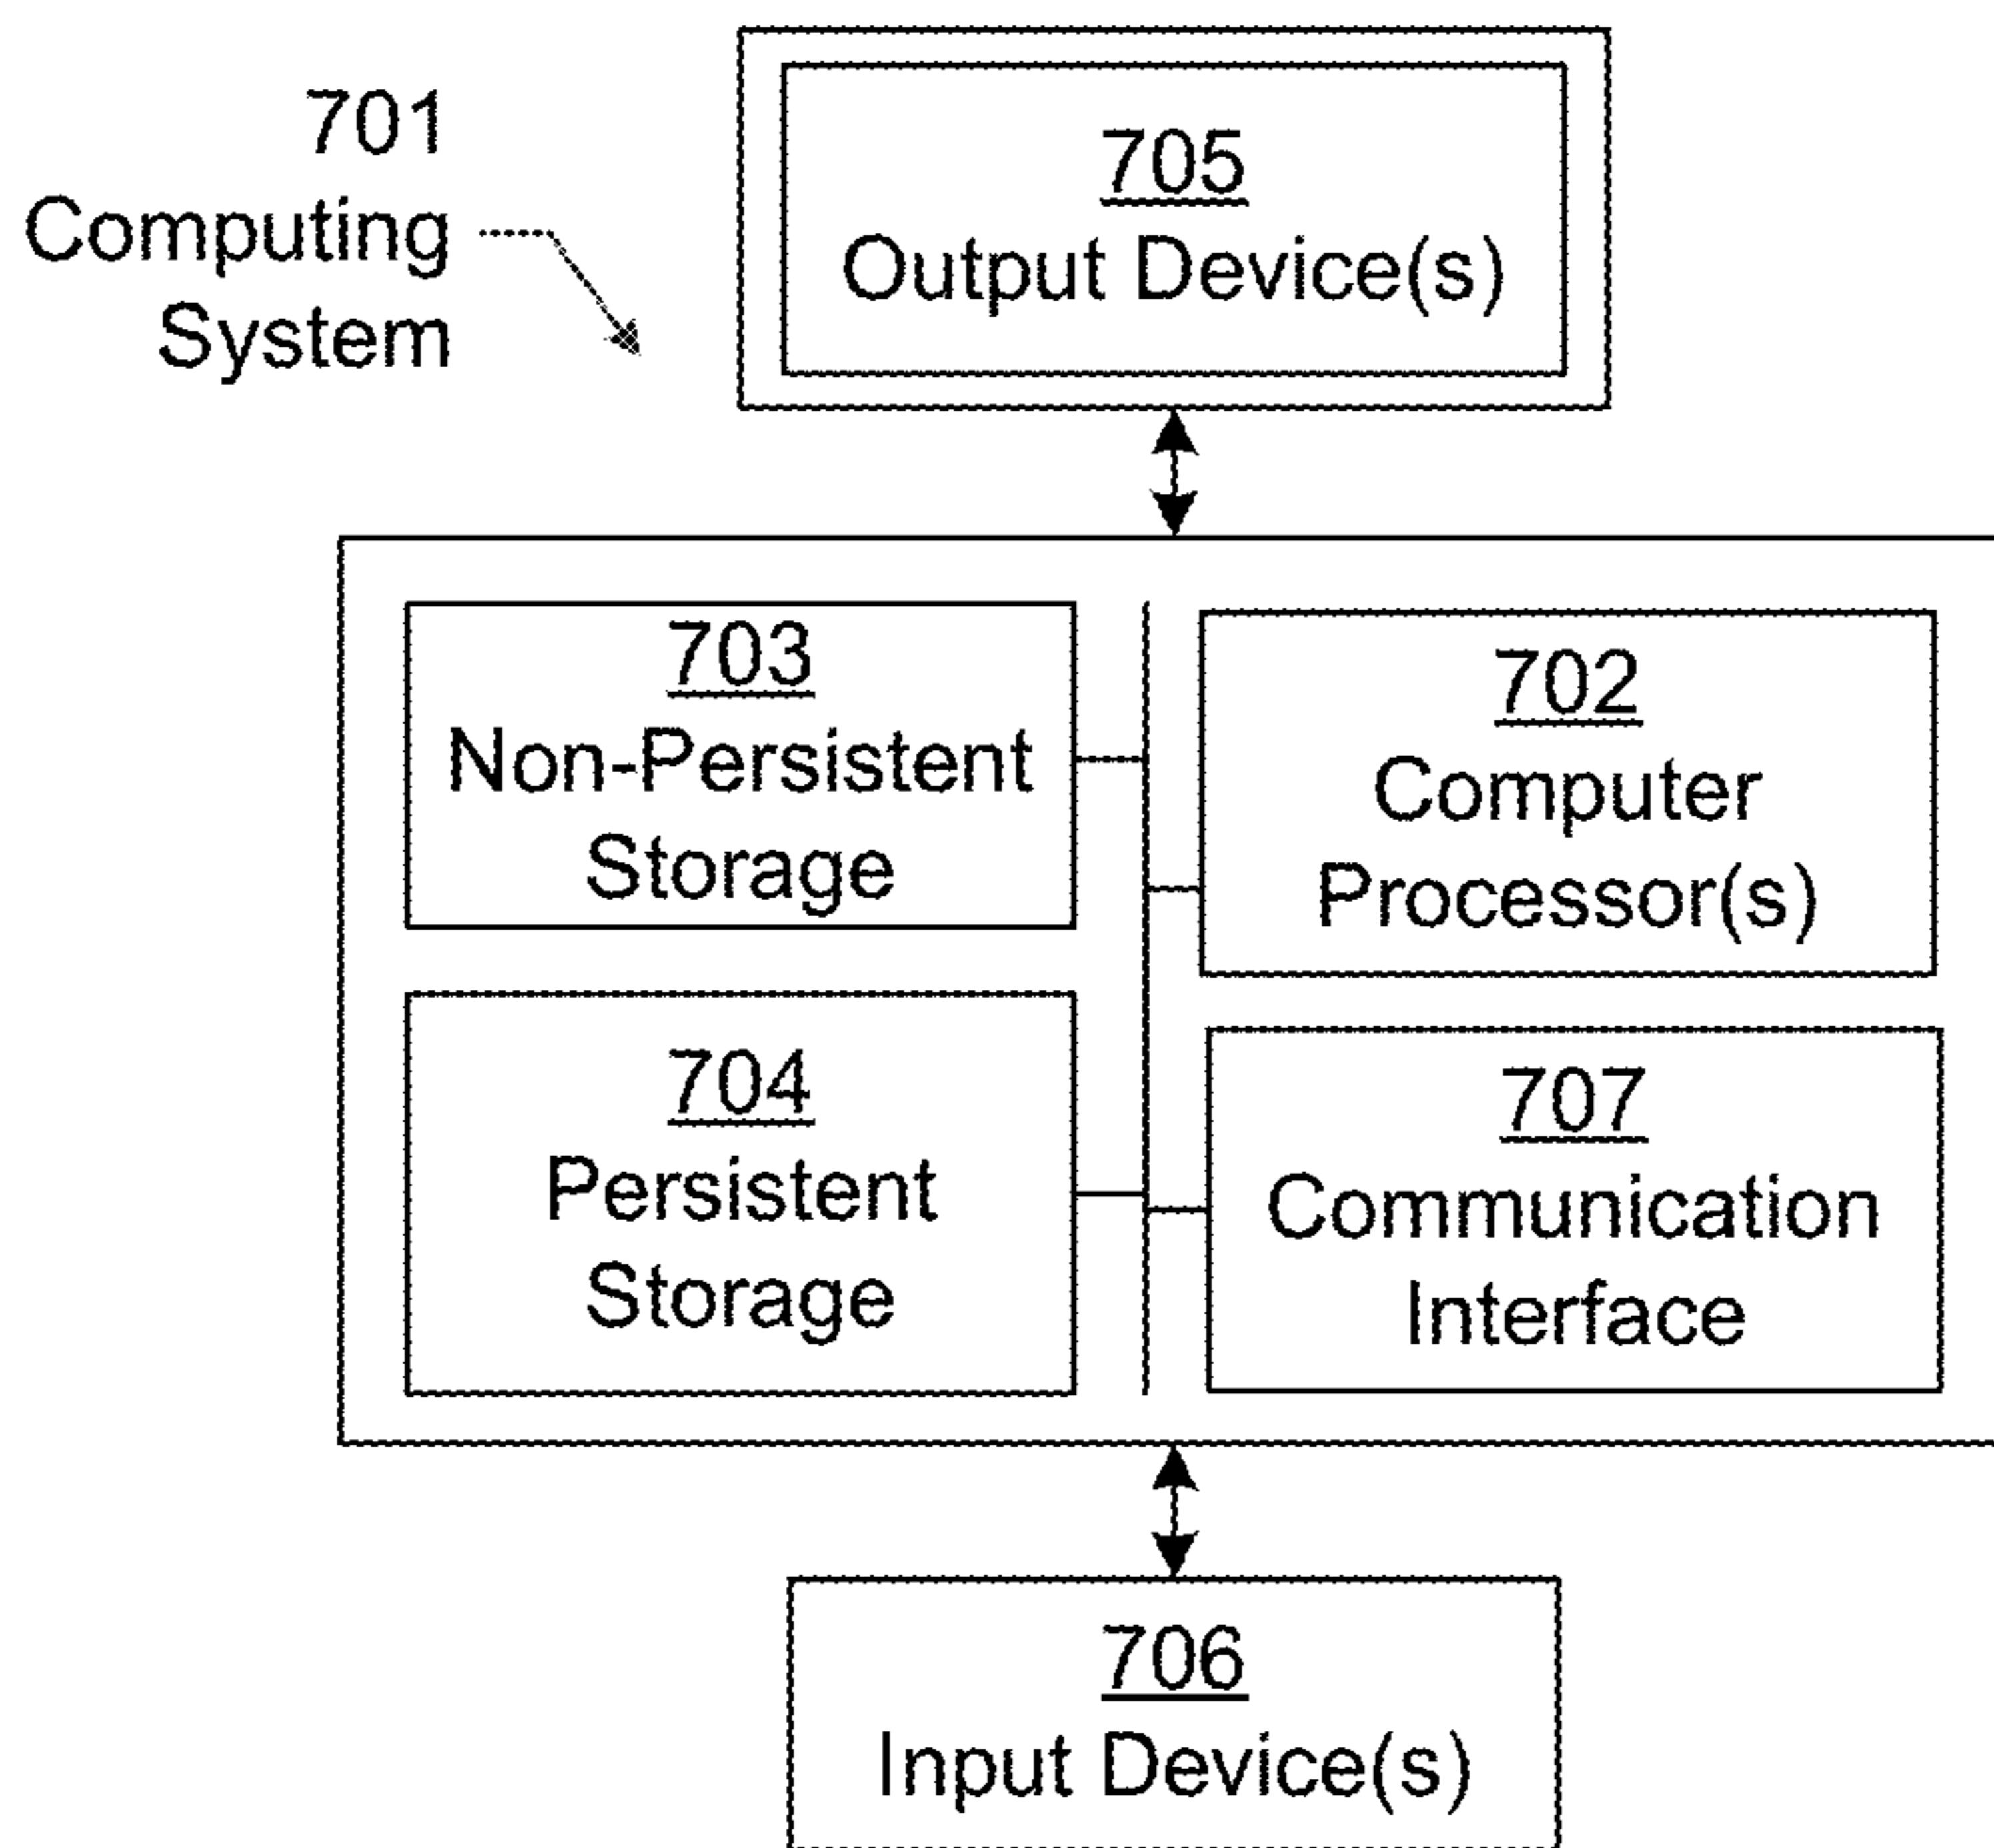 701
Computing
System
705
Output Device(s)
703
Non-Persistent
Storage
702
Computer
Processor(s)
704
Persistent
Storage
707
Communication
Interface
706
Input Device(s)